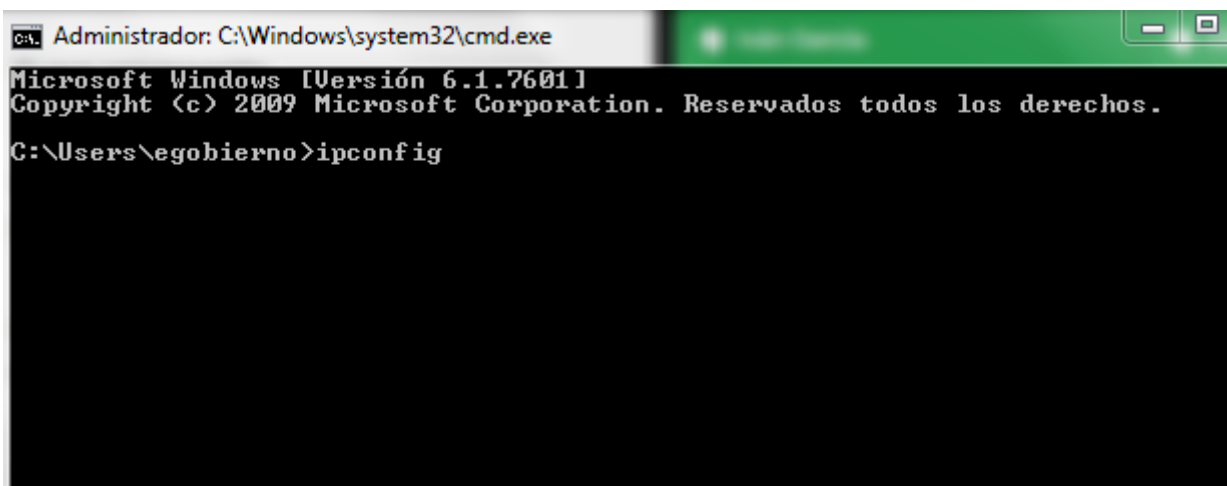 Administrador: C:\Windows\system32\cmd.exe
Microsoft Windows [Versión 6.1.7601]
Copyright (c) 2009 Microsoft Corporation. Reservados todos los derechos.
C:\Users\egobierno>ipconfig